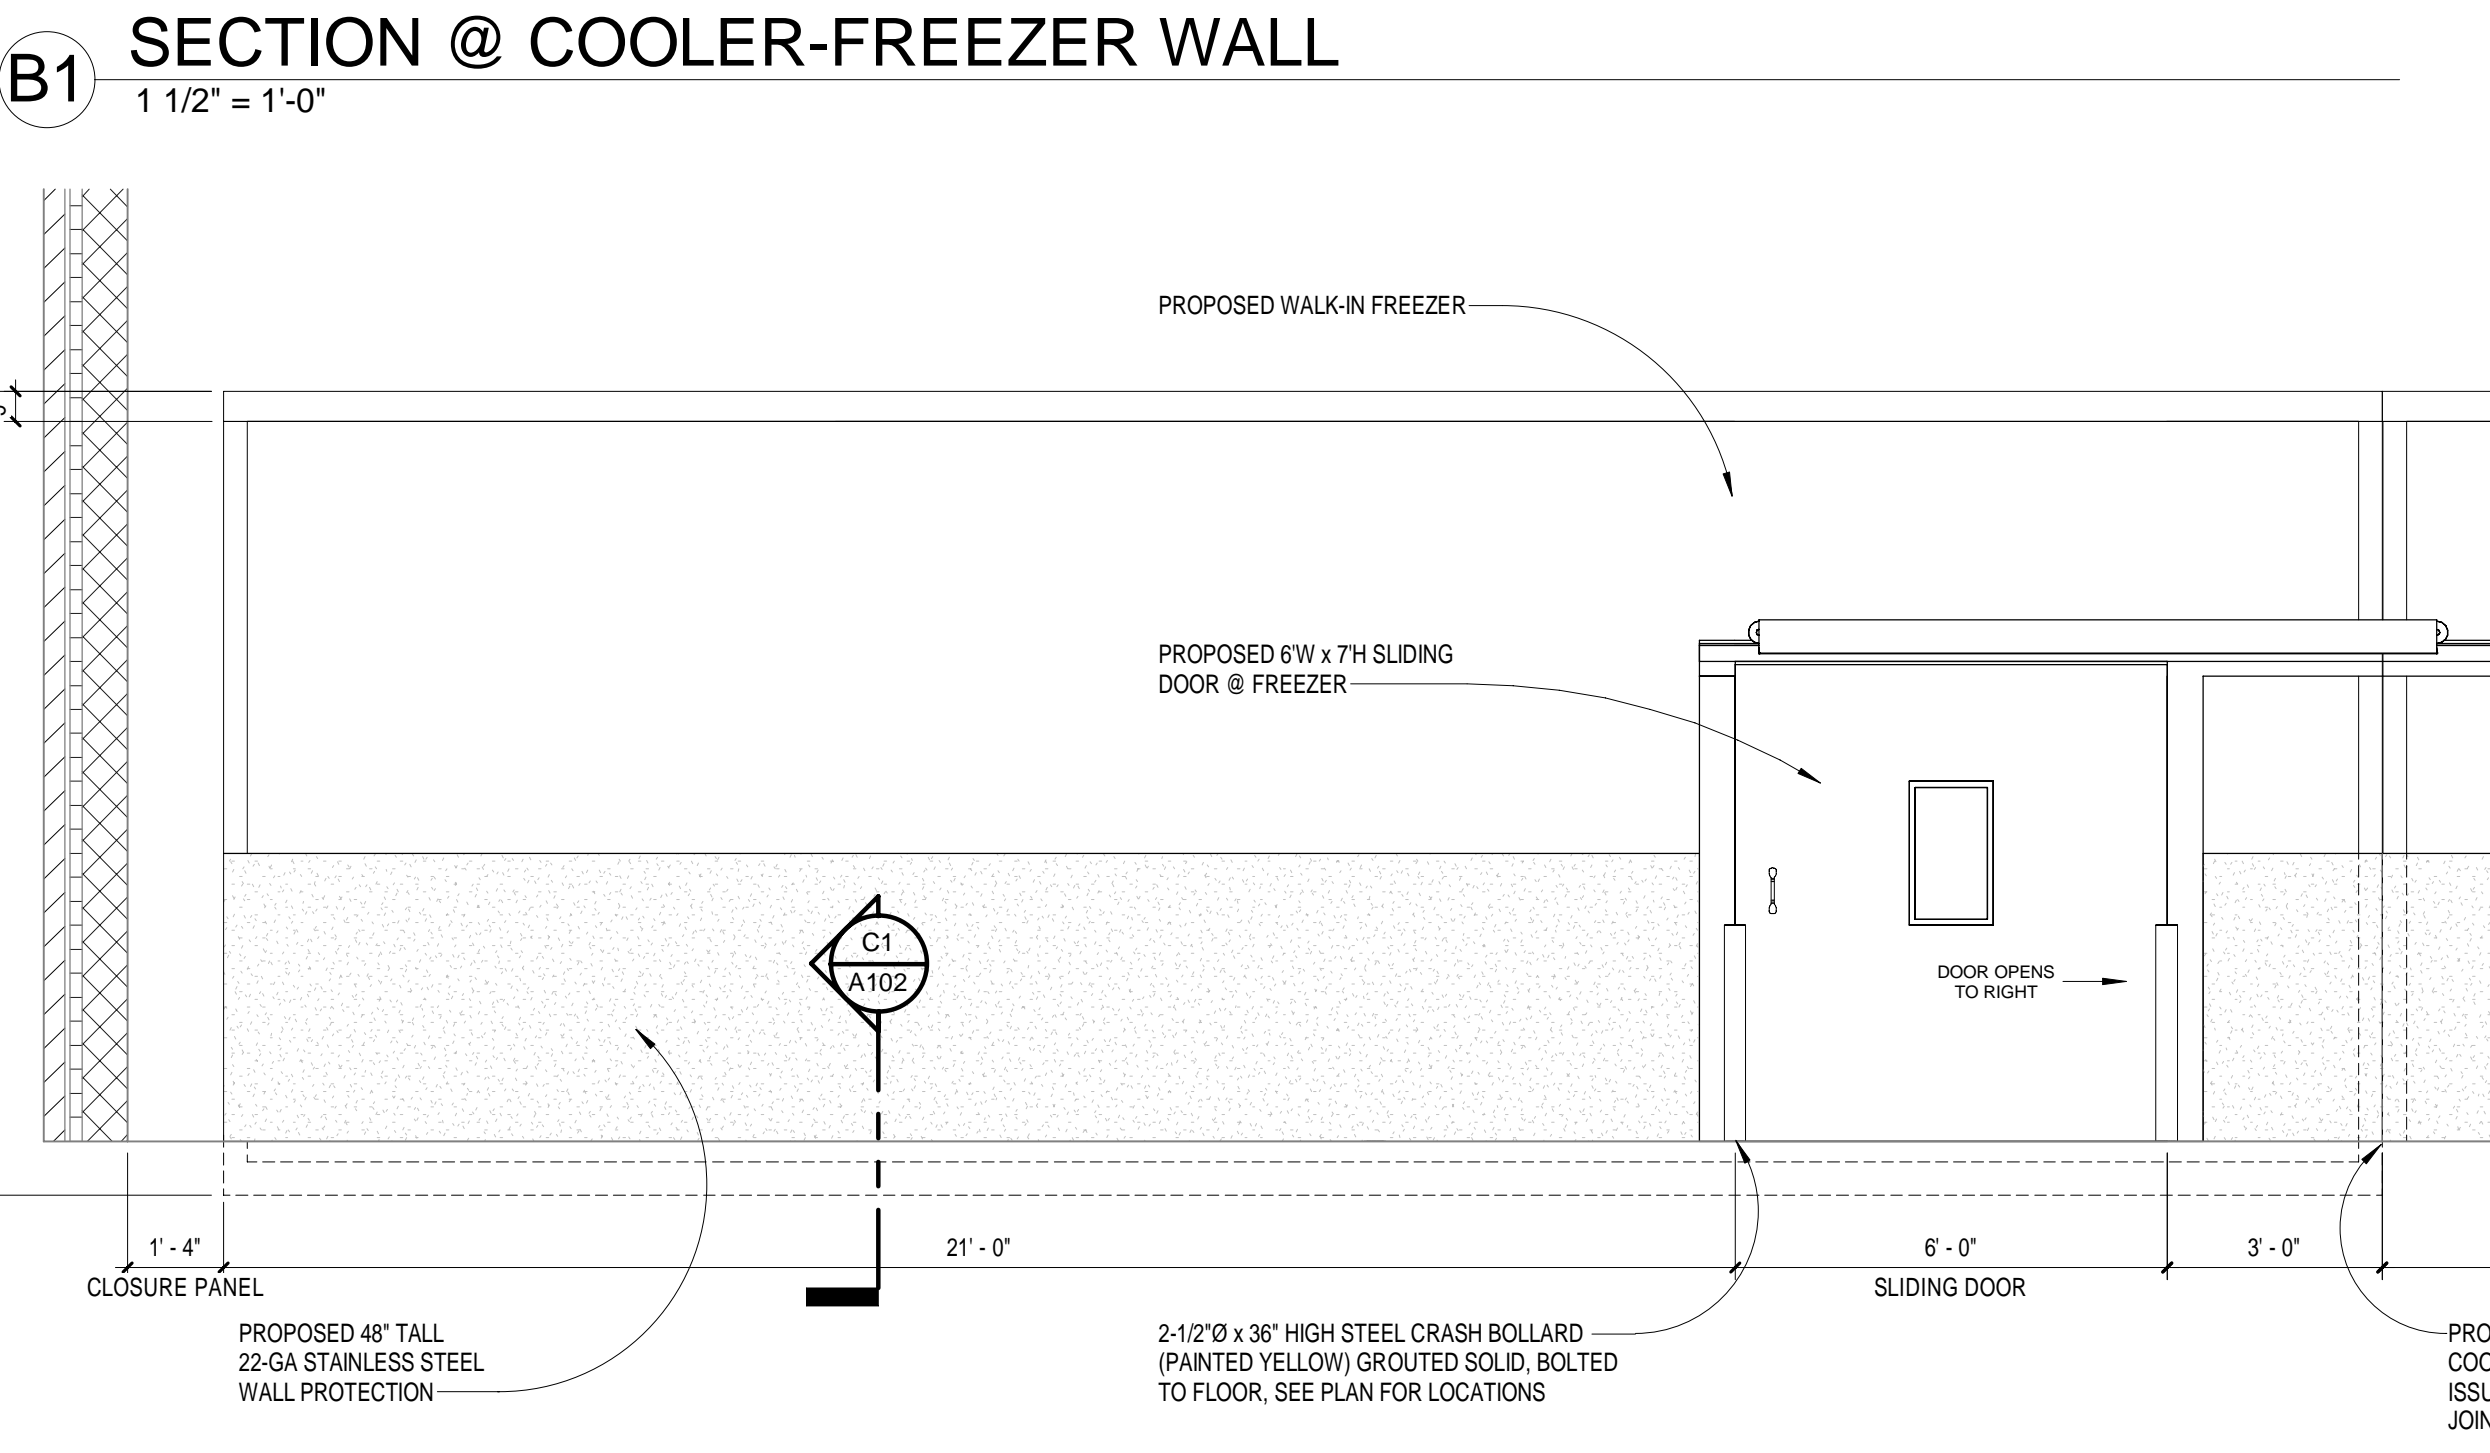 B1
SECTION @ COOLER-FREEZER WALL
1 1/2" = 1'-0"
PROPOSED WALK-IN FREEZER
PROPOSED 6'W x 7'H SLIDING
DOOR @ FREEZER
C1
A102
DOOR OPENS
TO RIGHT
1' - 4"
21' - 0"
6' - 0"
3' - 0"
CLOSURE PANEL
SLIDING DOOR
PROPOSED 48" TALL
22-GA STAINLESS STEEL
WALL PROTECTION
2-1/2"Ø x 36" HIGH STEEL CRASH BOLLARD
(PAINTED YELLOW) GROUTED SOLID, BOLTED
TO FLOOR, SEE PLAN FOR LOCATIONS